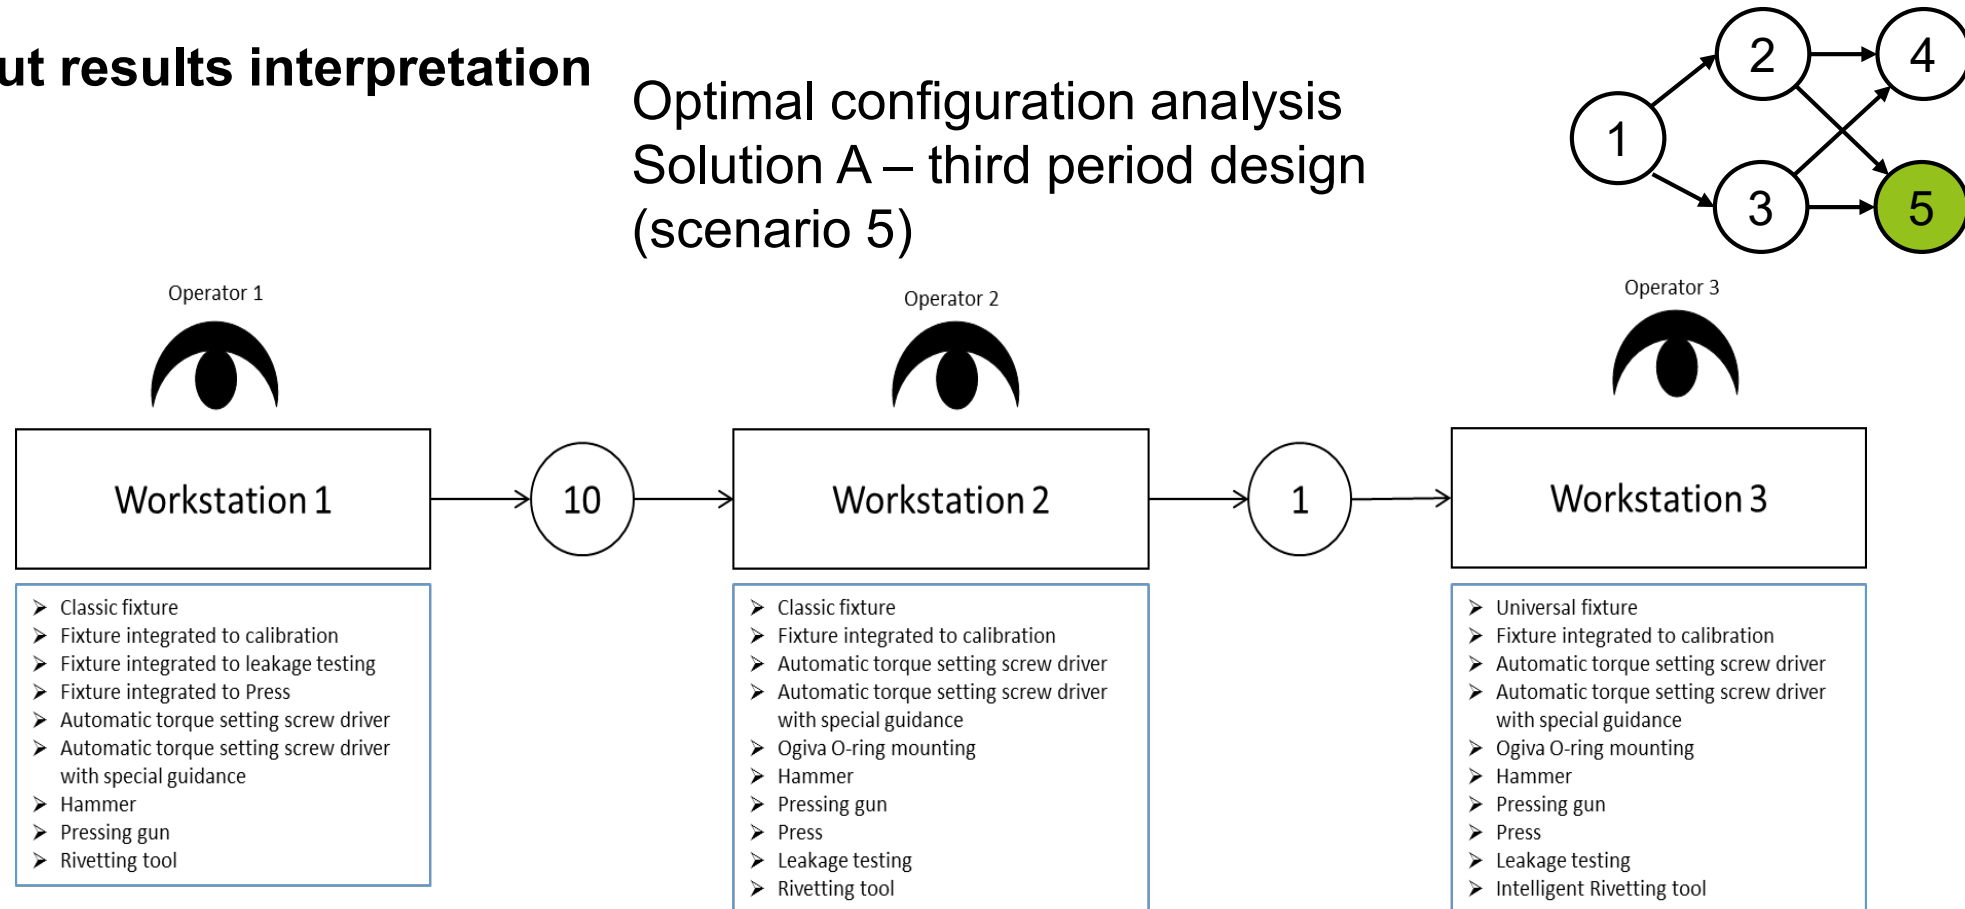 ut results interpretation
Optimal configuration analysis
Solution A – third period design
(scenario 5)
1
2
3
4
5
Operator 1
Operator 2
Operator 3
Workstation 1
10
Workstation 2
1
Workstation 3
➢ Classic fixture
➢ Fixture integrated to calibration
➢ Fixture integrated to leakage testing
➢ Fixture integrated to Press
➢ Automatic torque setting screw driver
➢ Automatic torque setting screw driver
with special guidance
➢ Hammer
➢ Pressing gun
➢ Rivetting tool
➢ Classic fixture
➢ Fixture integrated to calibration
➢ Automatic torque setting screw driver
➢ Automatic torque setting screw driver
with special guidance
➢ Ogiva O-ring mounting
➢ Hammer
➢ Pressing gun
➢ Press
➢ Leakage testing
➢ Rivetting tool
➢ Universal fixture
➢ Fixture integrated to calibration
➢ Automatic torque setting screw driver
➢ Automatic torque setting screw driver
with special guidance
➢ Ogiva O-ring mounting
➢ Hammer
➢ Pressing gun
➢ Press
➢ Leakage testing
➢ Intelligent Rivetting tool